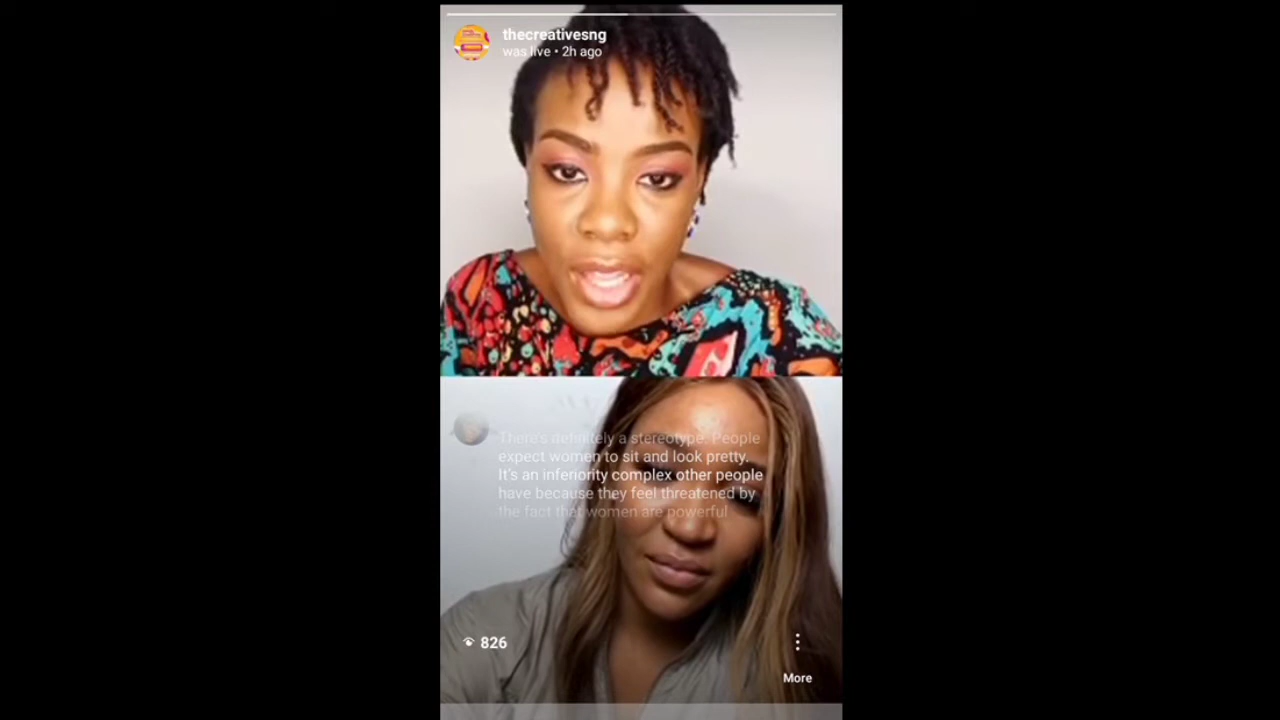 thecreativesng
was live • 2h ago
There's definitely a stereotype. People
expect women to sit and look pretty.
It's an inferiority complex other people
have because they feel threatened by
the fact that women are powerful
826
More